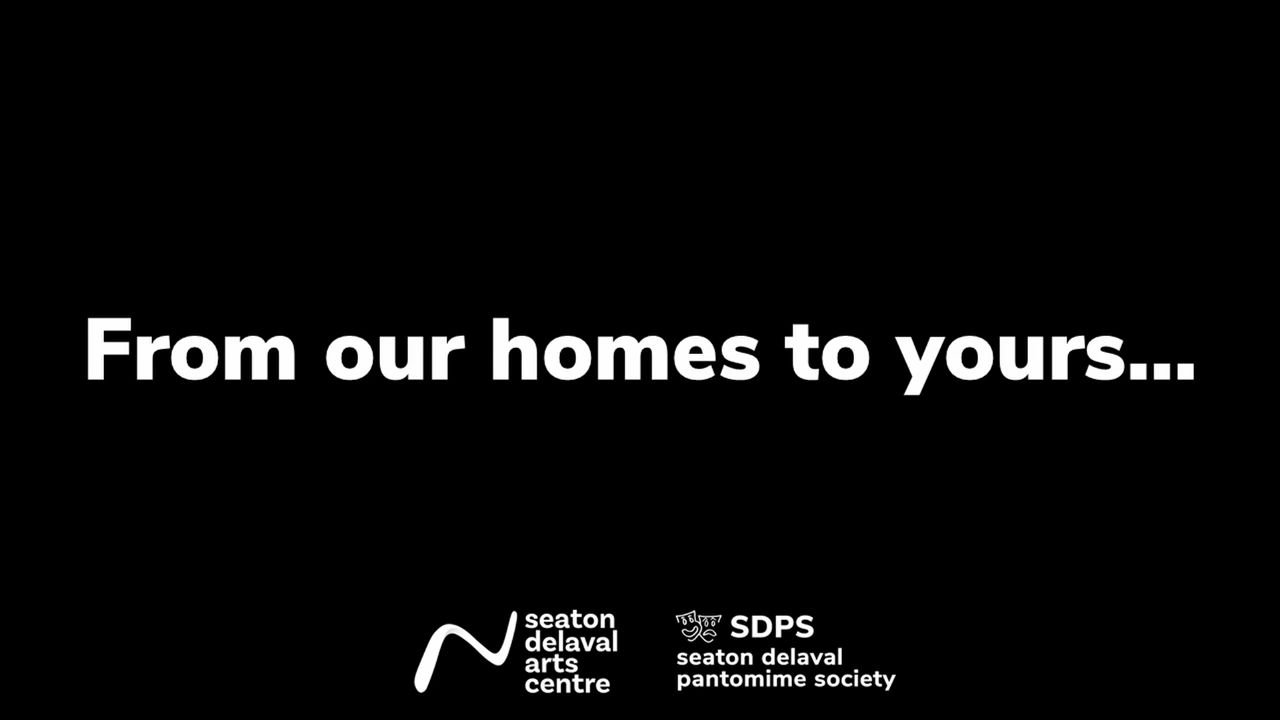 From our homes to yours...
seaton
delaval
arts
centre
SDPS
seaton delaval
pantomime society